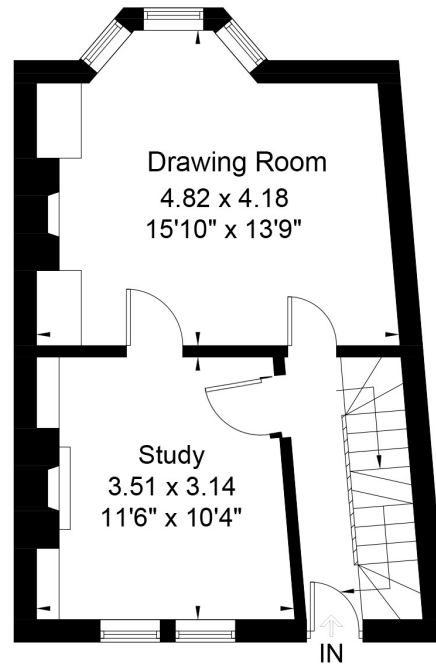 Drawing Room
4.82 x 4.18
15'10" x 13'9"
Study
3.51 x 3.14
11'6" x 10'4"
IN